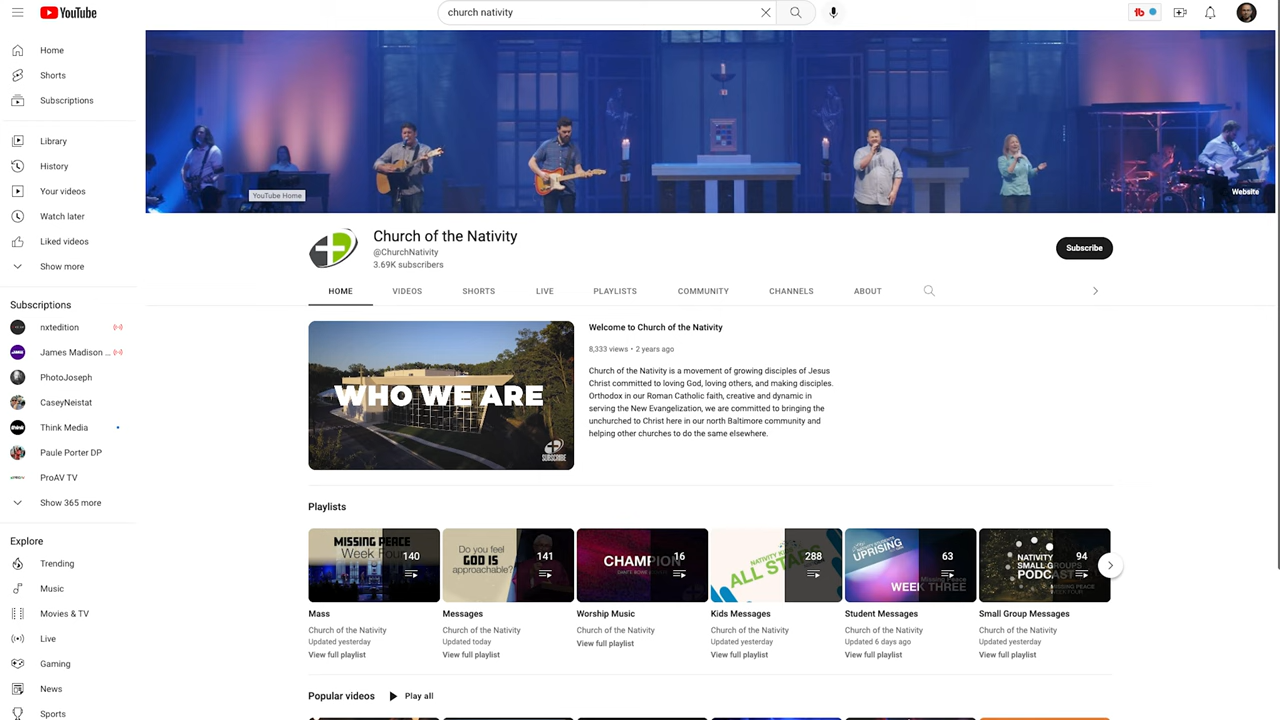 YouTube
church nativity
Home
Shorts
Subscriptions
Library
History
Your videos
Watch later
Liked videos
Show more
Subscriptions
nxtedition
James Madison ...
PhotoJoseph
CaseyNeistat
Think Media
Paule Porter DP
ProAV TV
Show 365 more
Explore
Trending
Music
Movies & TV
Live
Gaming
News
Sports
YouTube Home
Website
Church of the Nativity
@ChurchNativity
3.69K subscribers
Subscribe
HOME VIDEOS SHORTS LIVE PLAYLISTS COMMUNITY CHANNELS ABOUT
WHO WE ARE
SUBSCRIBE
Welcome to Church of the Nativity
8,333 views • 2 years ago
Church of the Nativity is a movement of growing disciples of Jesus
Christ committed to loving God, loving others, and making disciples.
Orthodox in our Roman Catholic faith, creative and dynamic in
serving the New Evangelization, we are committed to bringing the
unchurched to Christ here in our north Baltimore community and
helping other churches to do the same elsewhere.
Playlists
MISSING PEACE
Week Four
140
Mass
Church of the Nativity
Updated yesterday
View full playlist
Do you feel
GOD IS
approachable?
141
Messages
Church of the Nativity
Updated today
View full playlist
CHAMPION
16
Worship Music
Church of the Nativity
View full playlist
ALL STARS
288
Kids Messages
Church of the Nativity
Updated yesterday
View full playlist
UPRISING
WEEK THREE
63
Student Messages
Church of the Nativity
Updated 6 days ago
View full playlist
NATIVITY
SMALL GROUPS
PODCAST
94
Small Group Messages
Church of the Nativity
Updated yesterday
View full playlist
Popular videos
Play all